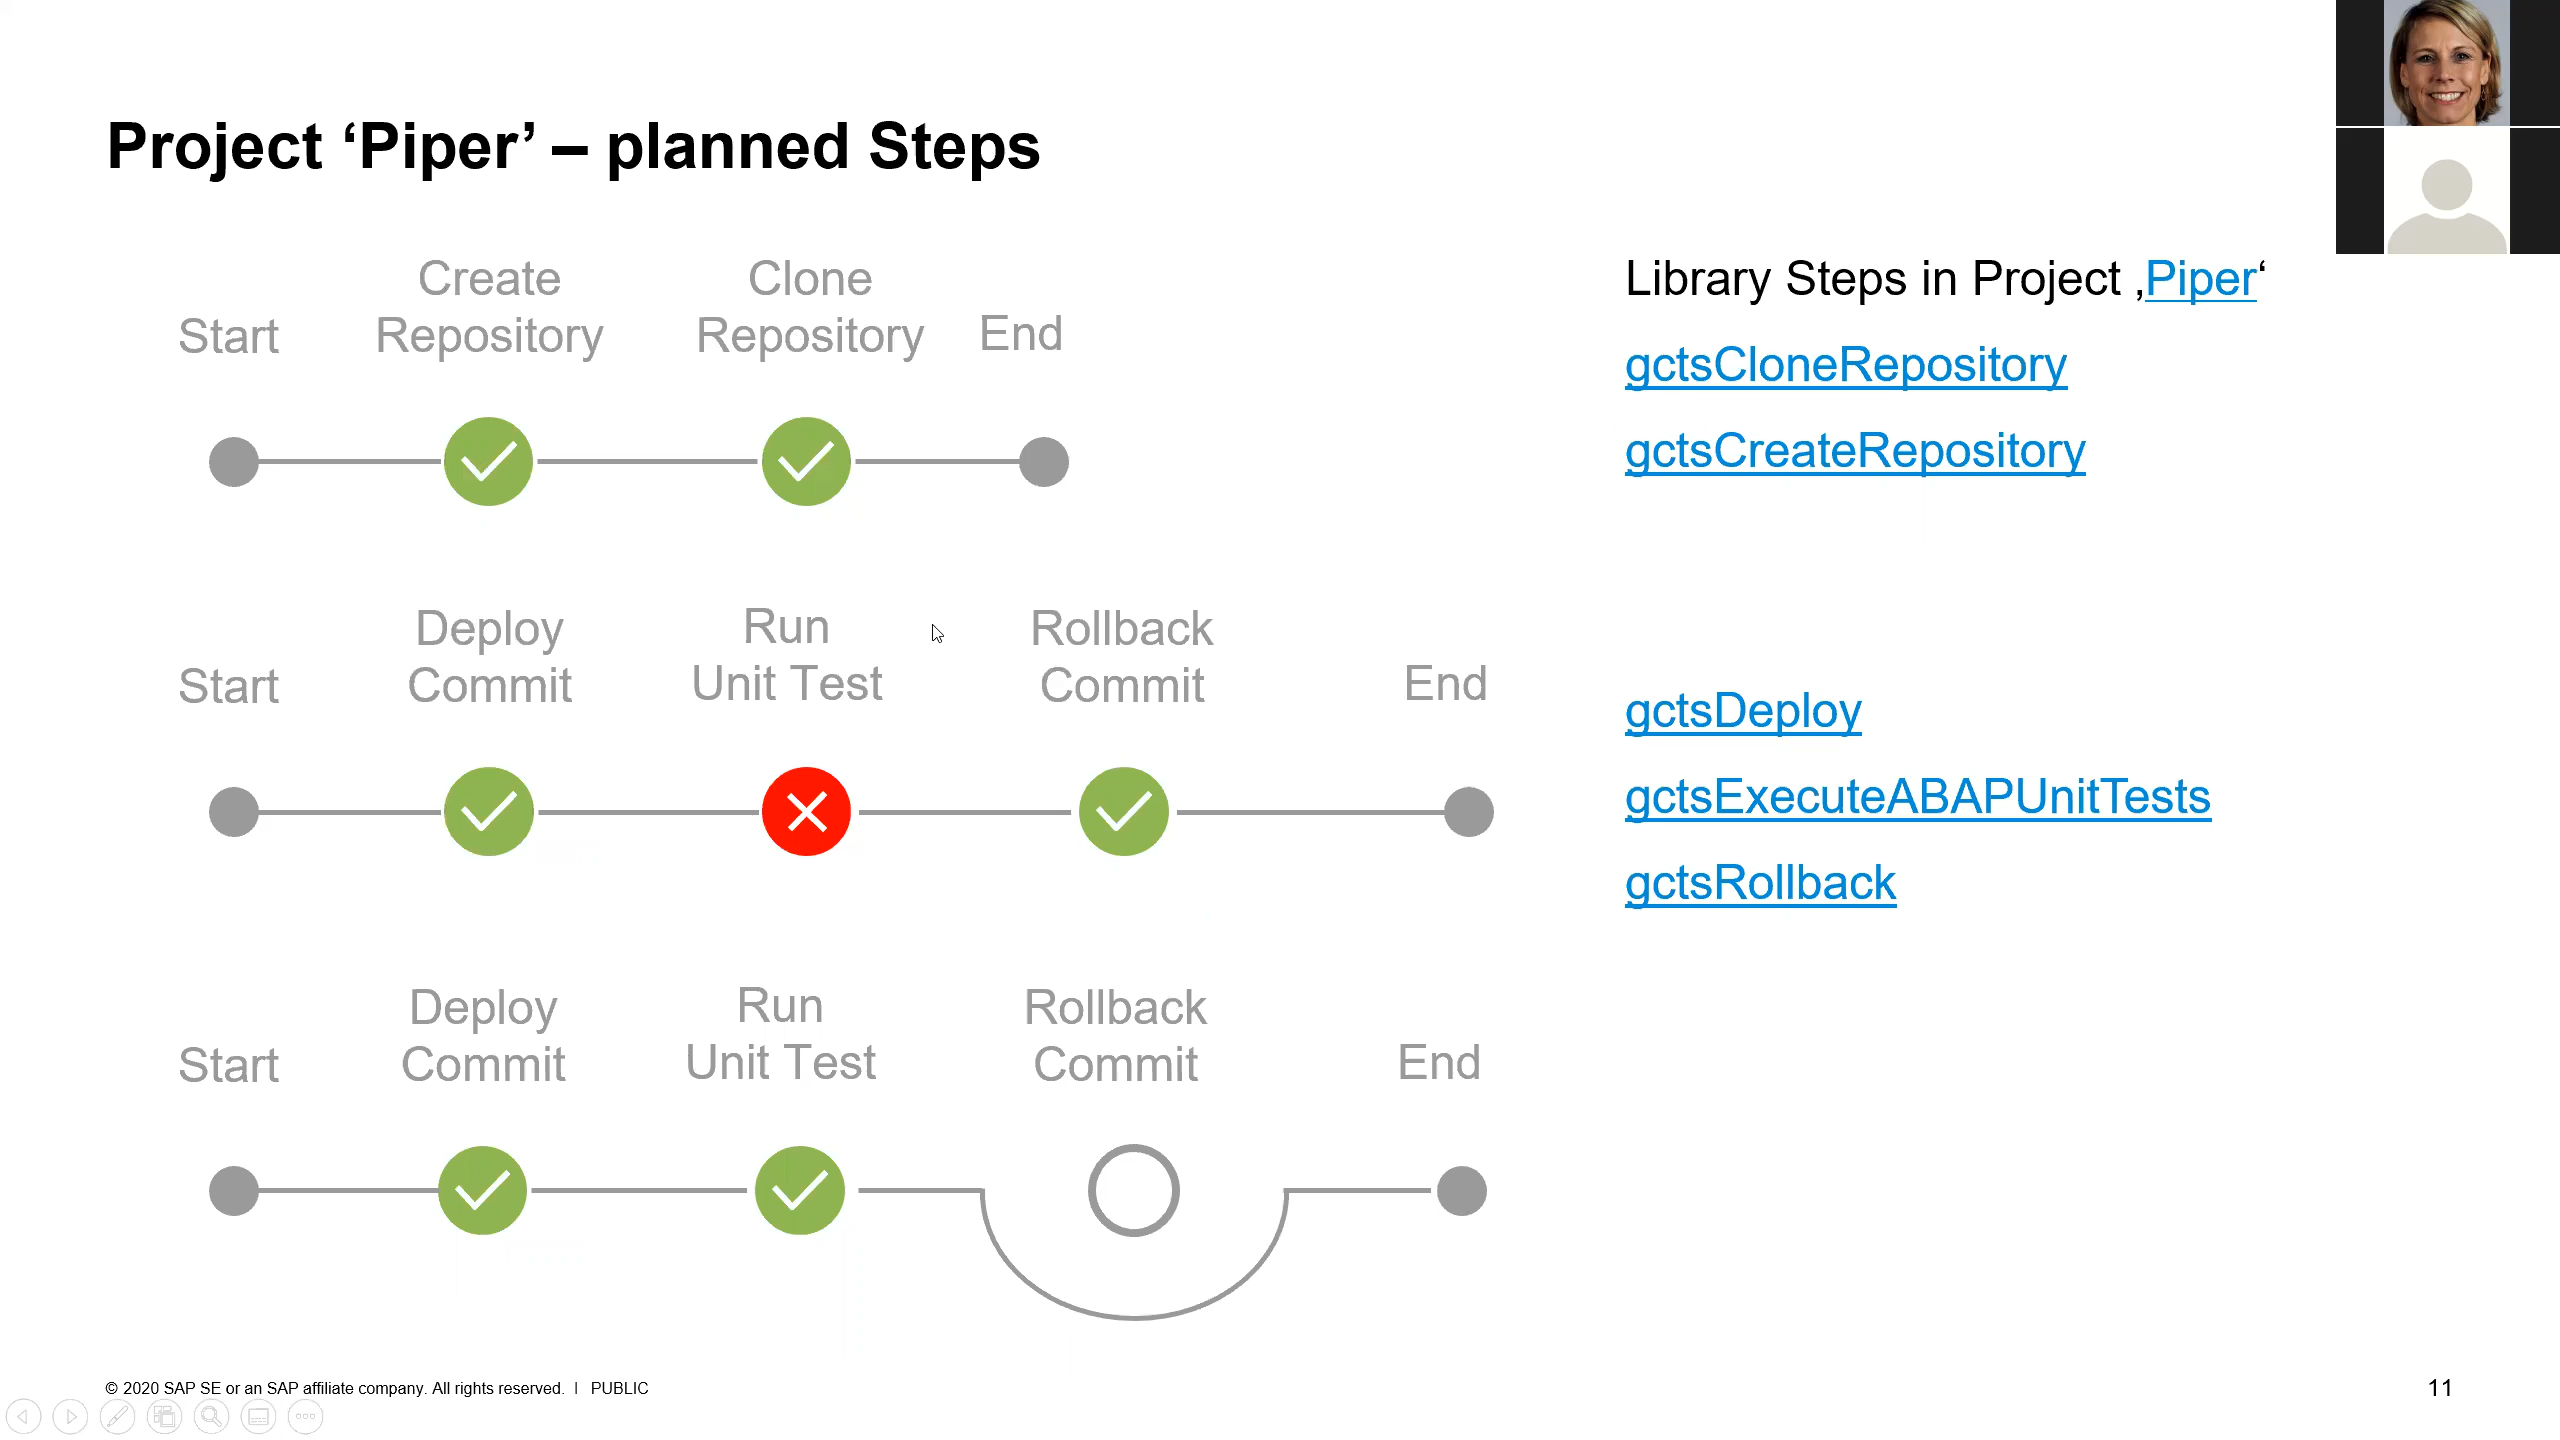 Project ‘Piper’ – planned Steps
Create
Repository
Clone
Repository
Start
End
Library Steps in Project ‚Piper‘
gctsCloneRepository
gctsCreateRepository
Deploy
Commit
Run
Unit Test
Rollback
Commit
Start
End
gctsDeploy
gctsExecuteABAPUnitTests
gctsRollback
Deploy
Commit
Run
Unit Test
Rollback
Commit
Start
End
© 2020 SAP SE or an SAP affiliate company. All rights reserved. | PUBLIC
11